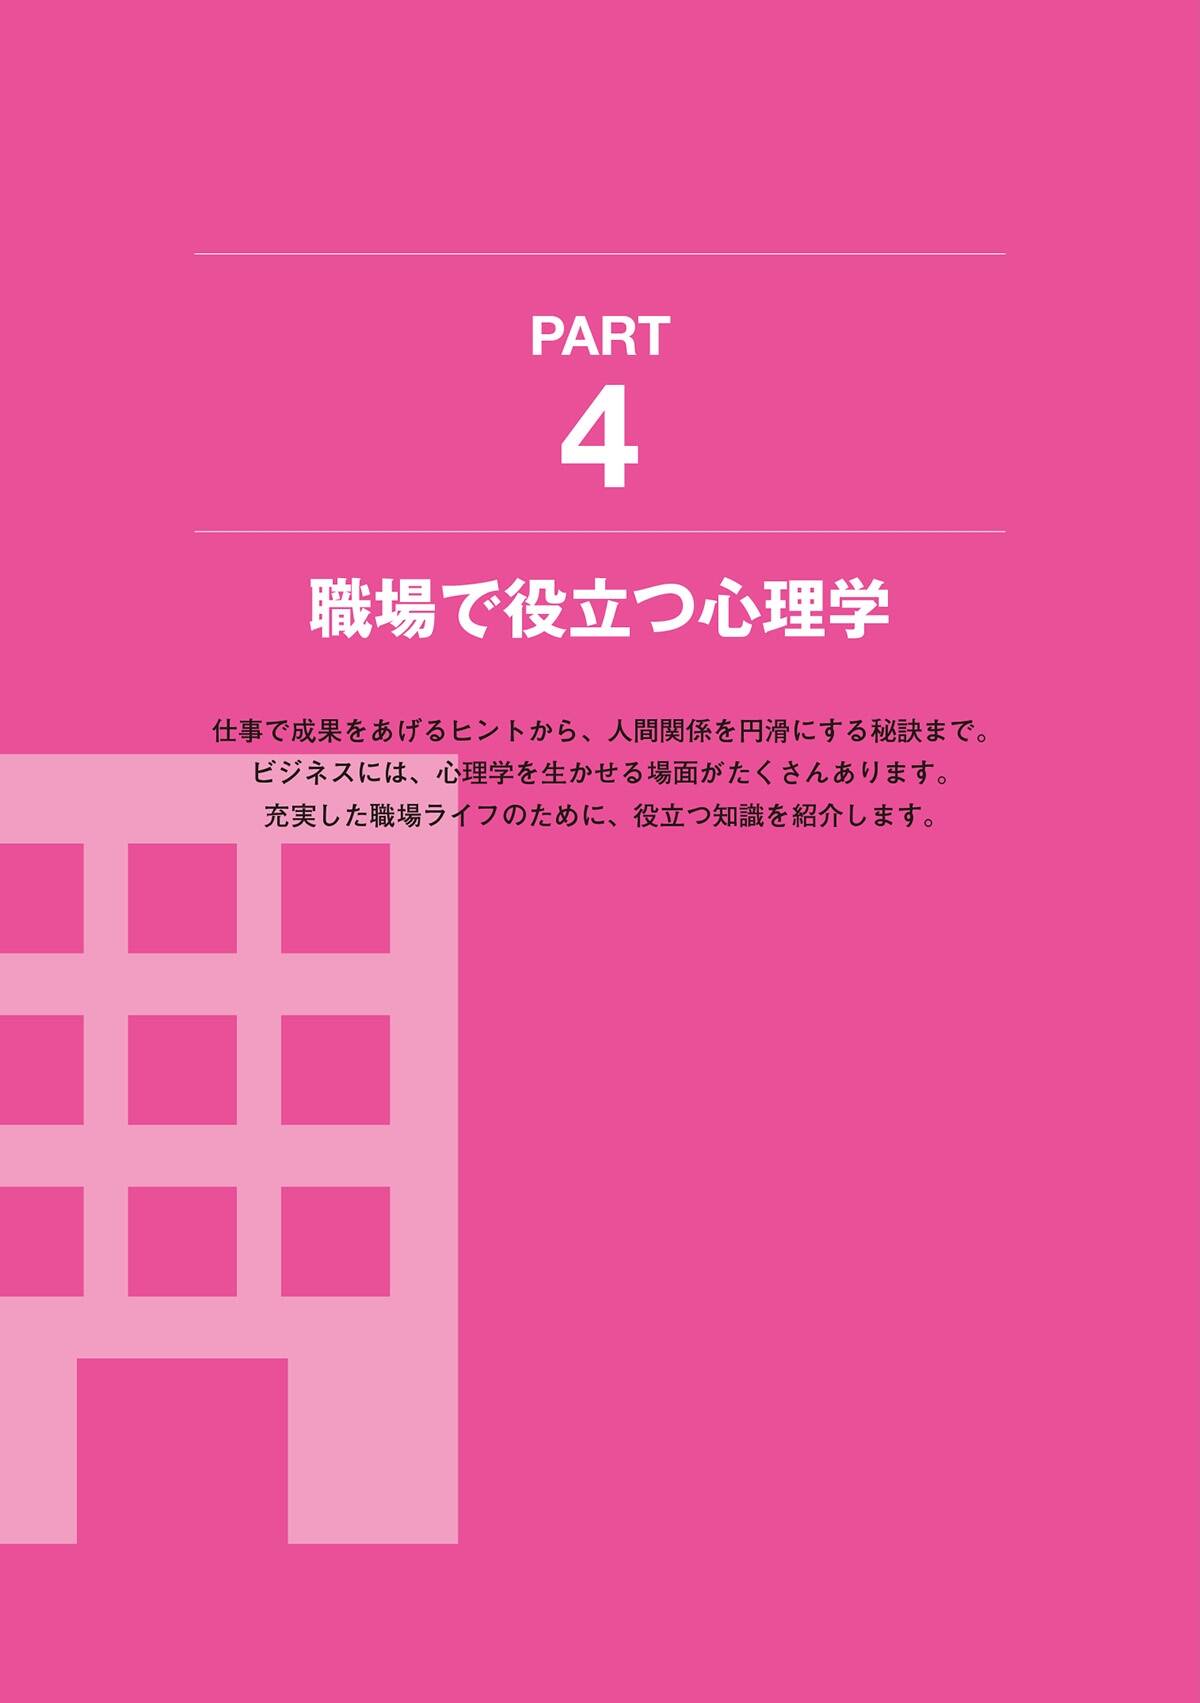 PART
4
職場で役立つ心理学
仕事で成果をあげるヒントから、人間関係を円滑にする秘訣まで。
ビジネスには、心理学を生かせる場面がたくさんあります。
充実した職場ライフのために、役立つ知識を紹介します。